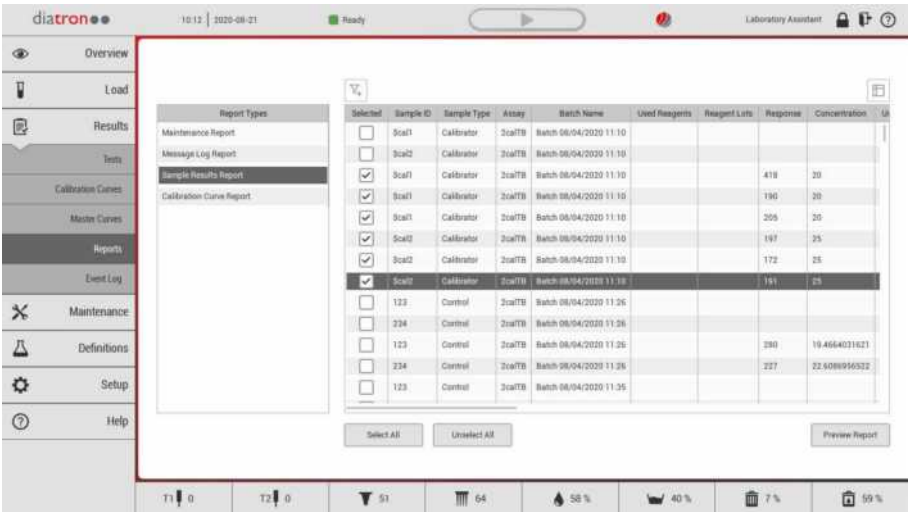 diatron
10:12 | 2020-08-21
Ready
Laboratory Assistant
Overview
Load
Results
Tests
Calibration Curves
Master Curves
Reports
Event Log
Maintenance
Definitions
Setup
Help
Report Types
Maintenance Report
Message Log Report
Sample Results Report
Calibration Curve Report
Selected Sample ID Sample Type Assay Batch Name Used Reagents Reagent Lots Response Concentration
Scal1 Calibrator 2calTB Batch 08/04/2020 11:10
Scal2 Calibrator 2calTB Batch 08/04/2020 11:10
Scal1 Calibrator 2calTB Batch 08/04/2020 11:10 418 20
Scal1 Calibrator 2calTB Batch 08/04/2020 11:10 190 20
Scal1 Calibrator 2calTB Batch 08/04/2020 11:10 205 20
Scal2 Calibrator 2calTB Batch 08/04/2020 11:10 197 25
Scal2 Calibrator 2calTB Batch 08/04/2020 11:10 172 25
Scal2 Calibrator 2calTB Batch 08/04/2020 11:10 191 25
123 Control 2calTB Batch 08/04/2020 11:26
234 Control 2calTB Batch 08/04/2020 11:26
123 Control 2calTB Batch 08/04/2020 11:26 280 19.4664031621
234 Control 2calTB Batch 08/04/2020 11:26 227 22.6086956522
123 Control 2calTB Batch 08/04/2020 11:35
Select All
Unselect All
Preview Report
T1 0
T2 0
51
64
58 %
40 %
7 %
59 %